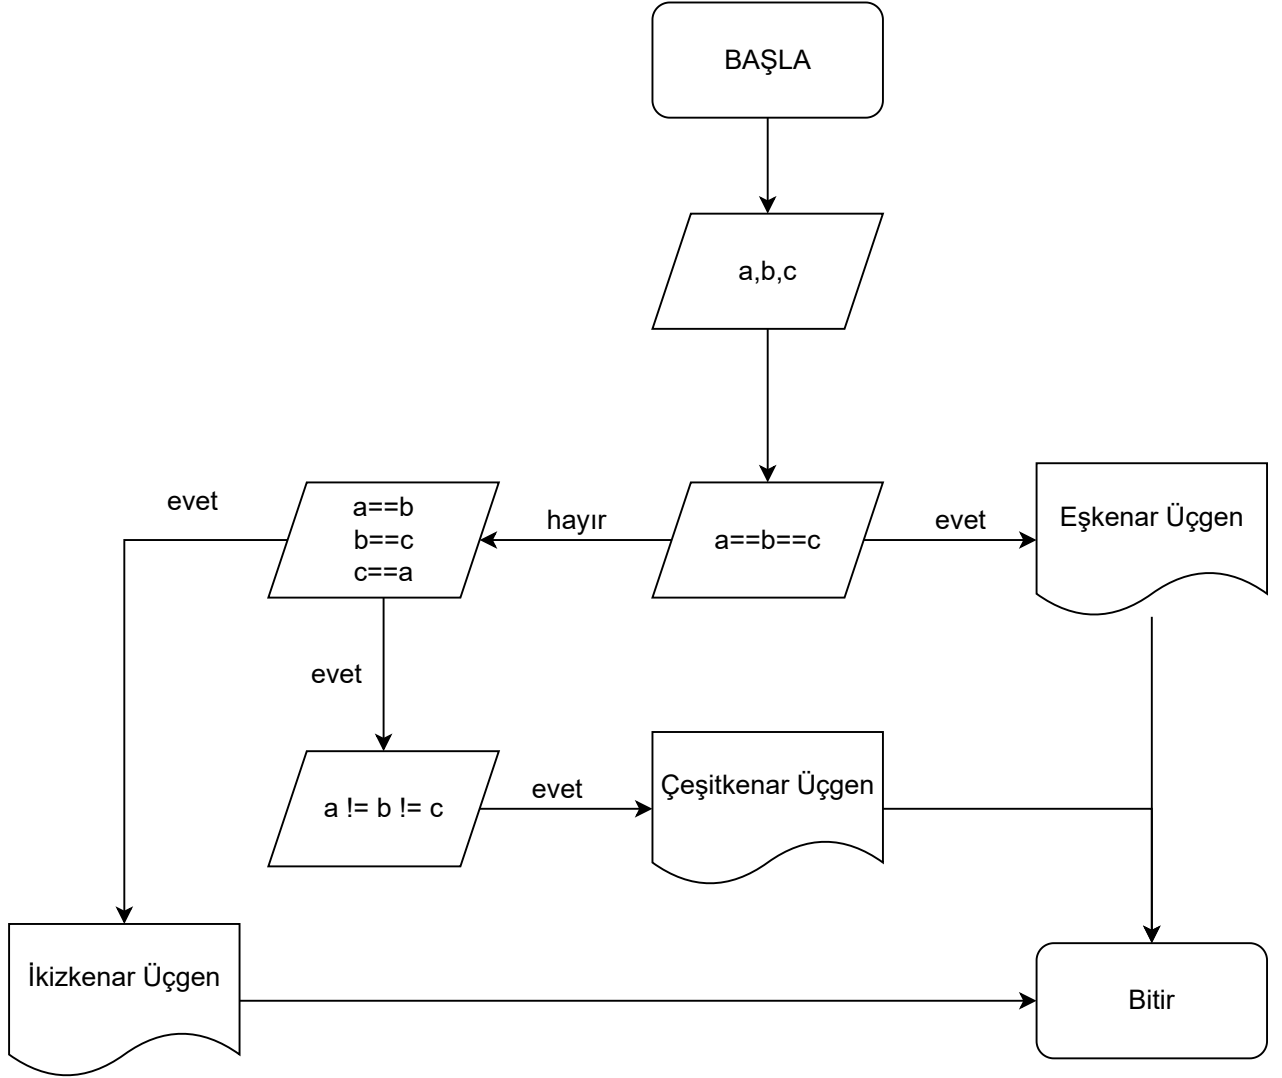 BAŞLA
a,b,c
evet
a==b
b==c
c==a
hayır
a==b==c
evet
Eşkenar Üçgen
evet
a != b != c
evet
Çeşitkenar Üçgen
İkizkenar Üçgen
Bitir